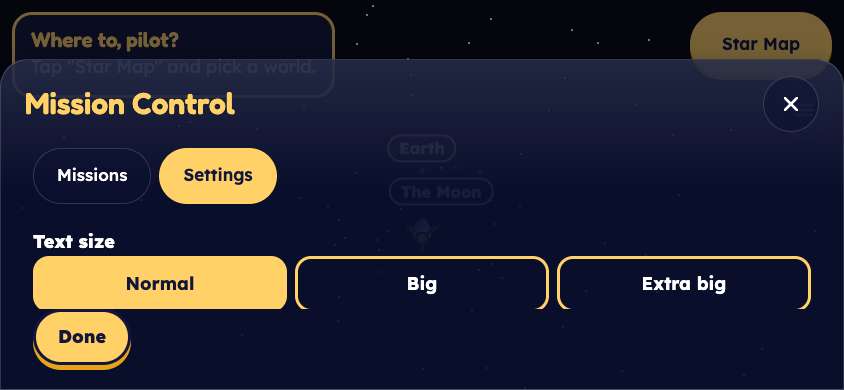 Where to, pilot?
Tap "Star Map" and pick a world.
Star Map
Mission Control
Missions
Settings
Earth
The Moon
Text size
Normal
Big
Extra big
Done